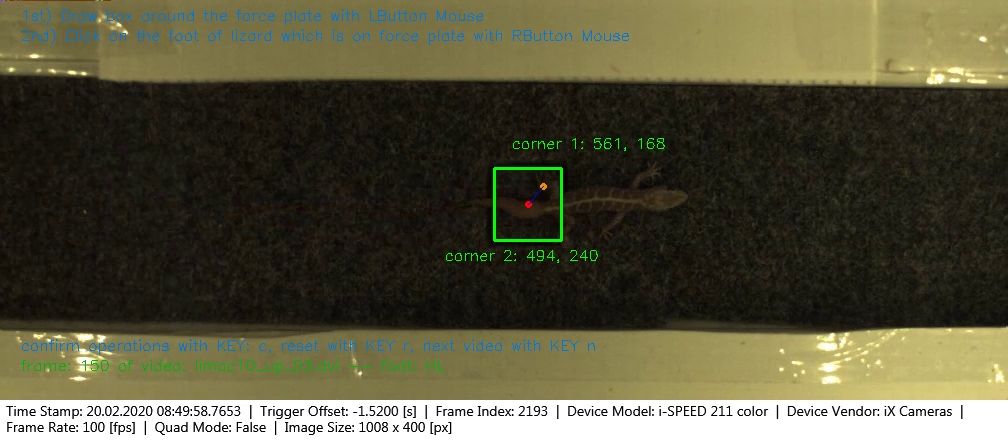 1st) Draw box around the force plate with LButton Mouse
2nd) Click on the foot of lizard which is on force plate with RButton Mouse
corner 1: 561, 168
corner 2: 494, 240
confirm operations with KEY: c, reset with KEY r, next video with KEY n
frame: 150 of video: foot:
Time Stamp: 20.02.2020 08:49:58.7653 | Trigger Offset: -1.5200 [s] | Frame Index: 2193 | Device Model: i-SPEED 211 color | Device Vendor: iX Cameras |
Frame Rate: 100 [fps] | Quad Mode: False | Image Size: 1008 x 400 [px]